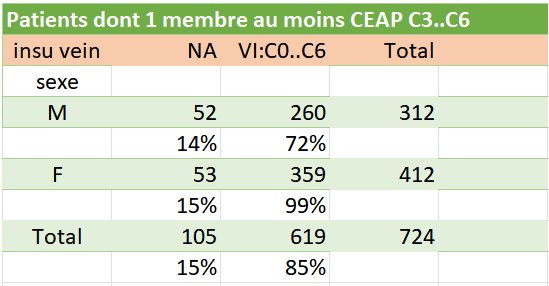 Patients dont 1 membre au moins CEAP C3..C6
insu vein NA VI:C0..C6 Total
sexe
M 52 260 312
14% 72%
F 53 359 412
15% 99%
Total 105 619 724
15% 85%